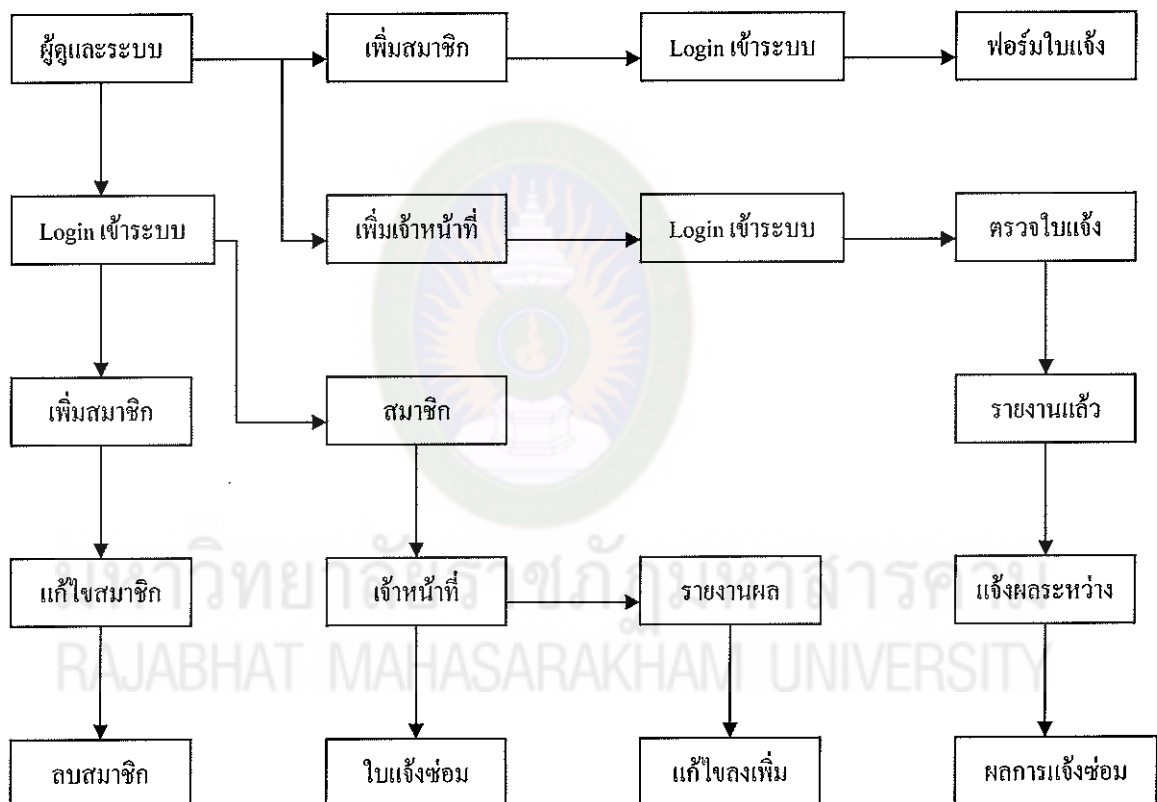 ผู้ดูและระบบ
เพิ่มสมาชิก
Login เข้าระบบ
ฟอร์มใบแจ้ง
Login เข้าระบบ
เพิ่มเจ้าหน้าที่
Login เข้าระบบ
ตรวจใบแจ้ง
เพิ่มสมาชิก
สมาชิก
รายงานแล้ว
แก้ไขสมาชิก
เจ้าหน้าที่
รายงานผล
แจ้งผลระหว่าง
มหาวิทยาลัยราชภัฏมหาสารคาม
RAJABHAT MAHASARAKHAM UNIVERSITY
ลบสมาชิก
ใบแจ้งซ่อม
แก้ไขลงเพิ่ม
ผลการแจ้งซ่อม